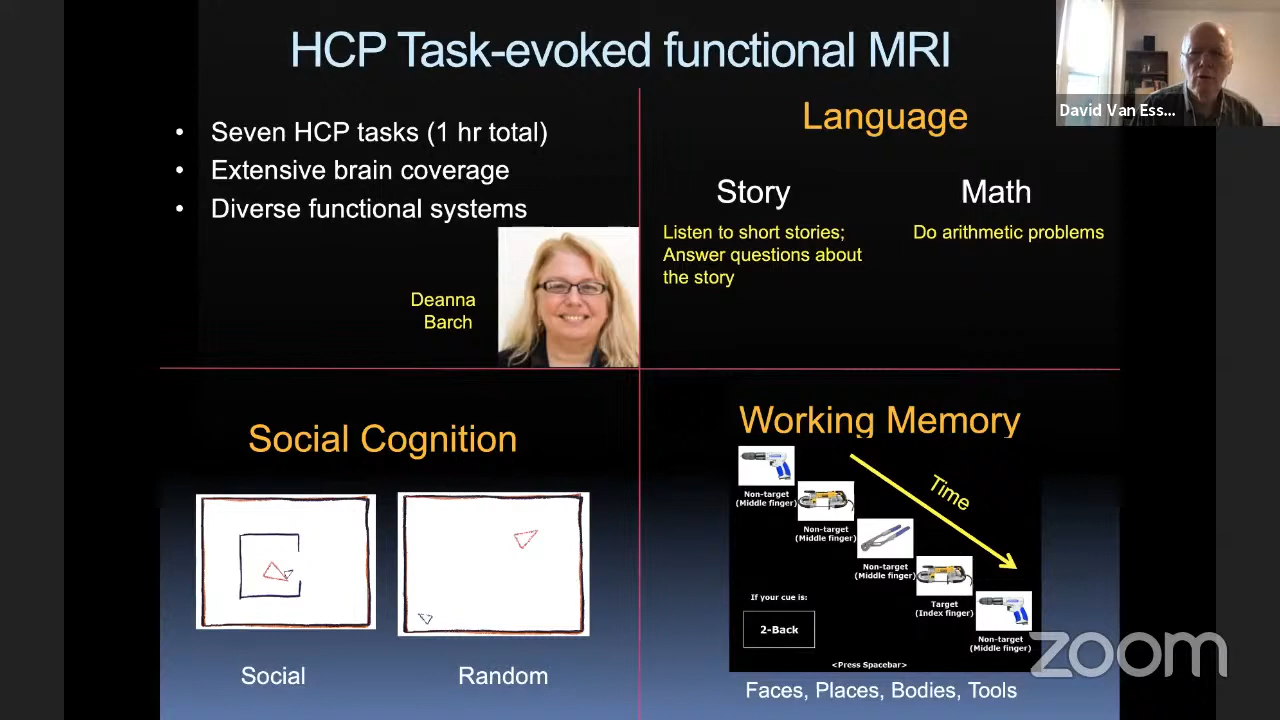 HCP Task-evoked functional MRI
David Van Ess...
• Seven HCP tasks (1 hr total)
• Extensive brain coverage
• Diverse functional systems
Deanna
Barch
Language
Story
Listen to short stories;
Answer questions about
the story
Math
Do arithmetic problems
Social Cognition
Social
Random
Working Memory
Time
Non-target
(Middle finger)
Non-target
(Middle finger)
Non-target
(Middle finger)
Target
(Index finger)
Non-target
(Middle finger)
If your cue is:
2-Back
<Press Spacebar>
Faces, Places, Bodies, Tools
zoom